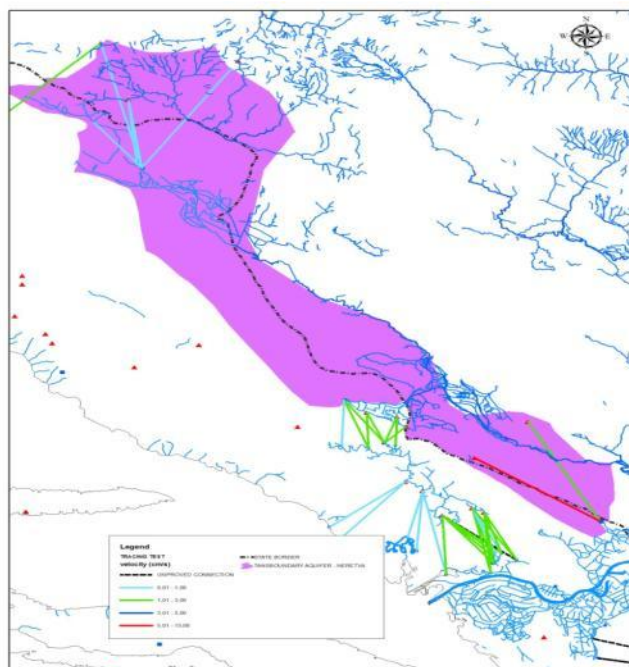 N
W E
S
Legend
TRACING TEST
velocity (cm/s)
STATE BORDER
TRANSBOUNDARY AQUIFER - NERETVA
UNPROVED CONNECTION
0.01 - 1.00
1.01 - 3.00
3.01 - 5.00
5.01 - 10.00